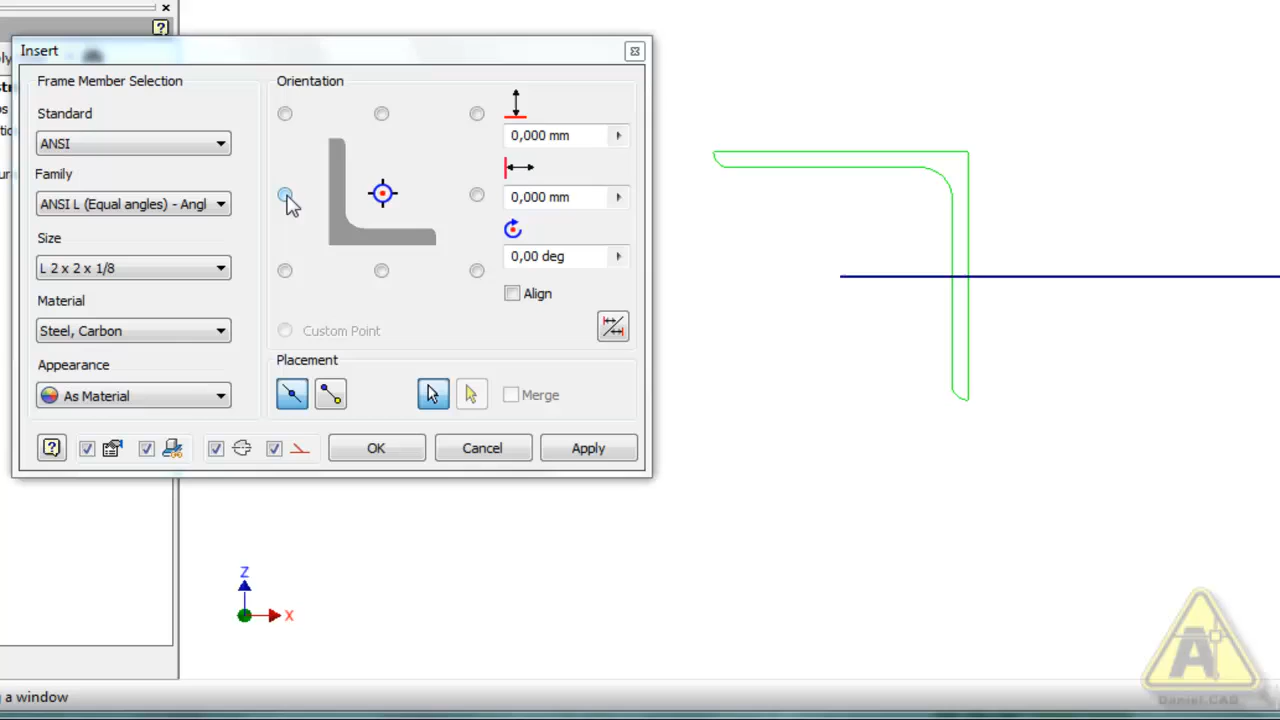 Insert
Frame Member Selection
Standard
ANSI
Family
ANSI L (Equal angles) - Angl
Size
L 2 x 2 x 1/8
Material
Steel, Carbon
Appearance
As Material
Orientation
0,000 mm
0,000 mm
0,00 deg
Align
Custom Point
Placement
Merge
OK
Cancel
Apply
Z
X
a window
A
Daniel.CAD